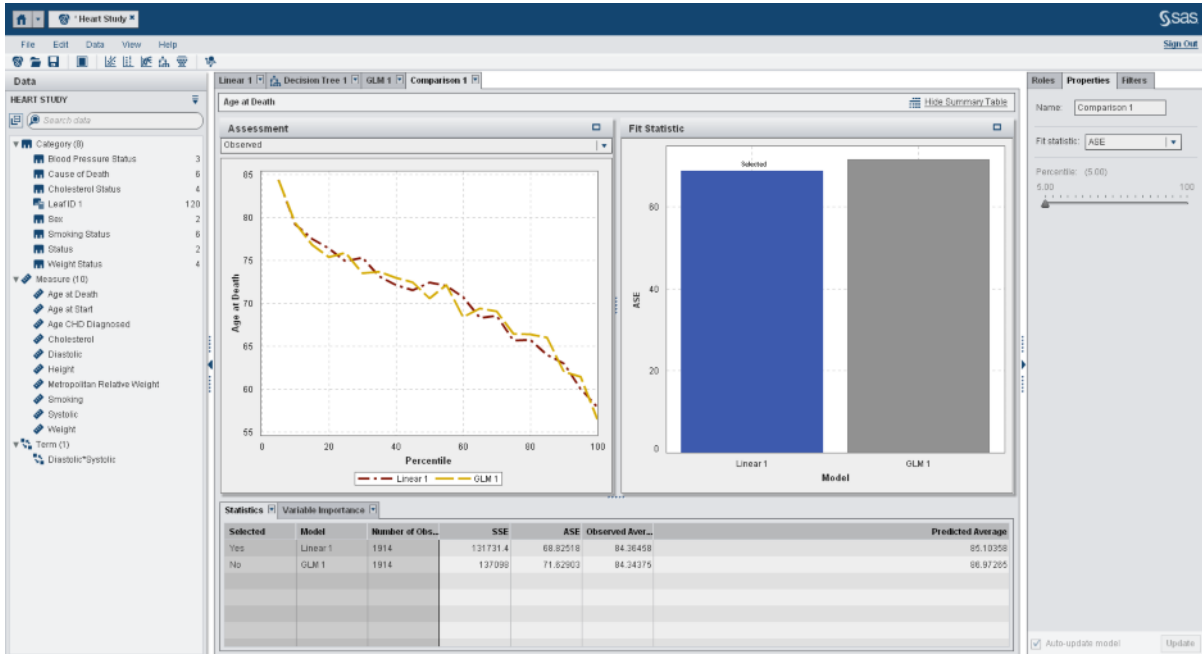 * Heart Study
sas
File Edit Data View Help
Sign Out
Data
HEART STUDY
Search data
Category (8)
Blood Pressure Status 3
Cause of Death 6
Cholesterol Status 4
Leaf ID 1 120
Sex 2
Smoking Status 6
Status 2
Weight Status 4
Measure (10)
Age at Death
Age at Start
Age CHD Diagnosed
Cholesterol
Diastolic
Height
Metropolitan Relative Weight
Smoking
Systolic
Weight
Term (1)
Diastolic*Systolic
Linear 1 Decision Tree 1 GLM 1 Comparison 1
Age at Death
Hide Summary Table
Assessment
Observed
85
80
75
70
65
60
55
Age at Death
0 20 40 60 80 100
Percentile
Linear 1 GLM 1
Fit Statistic
Selected
60
40
20
0
ASE
Linear 1 GLM 1
Model
Statistics Variable Importance
Selected Model Number of Obs... SSE ASE Observed Aver... Predicted Average
Yes Linear 1 1914 131731.4 68.82518 84.36458 85.10358
No GLM 1 1914 137098 71.62903 84.34375 86.97265
Roles Properties Filters
Name: Comparison 1
Fit statistic: ASE
Percentile: (5.00)
5.00 100
Auto-update model Update